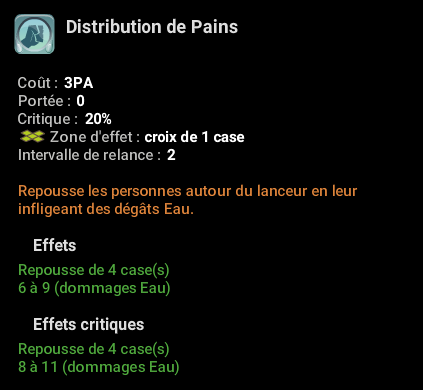 Distribution de Pains
Coût : 3PA
Portée : 0
Critique : 20%
Zone d'effet : croix de 1 case
Intervalle de relance : 2
Repousse les personnes autour du lanceur en leur
infligeant des dégâts Eau.
Effets
Repousse de 4 case(s)
6 à 9 (dommages Eau)
Effets critiques
Repousse de 4 case(s)
8 à 11 (dommages Eau)